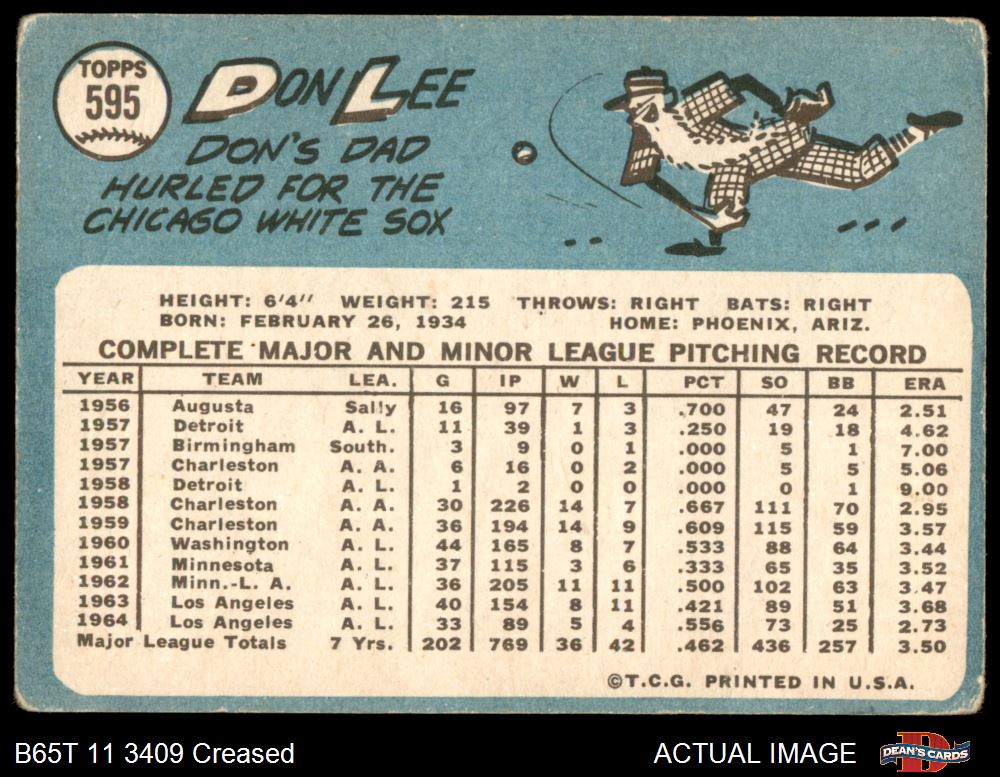 TOPPS
595
DON LEE
DON'S DAD
HURLED FOR THE
CHICAGO WHITE SOX
HEIGHT: 6'4" WEIGHT: 215 THROWS: RIGHT BATS: RIGHT
BORN: FEBRUARY 26, 1934 HOME: PHOENIX, ARIZ.
COMPLETE MAJOR AND MINOR LEAGUE PITCHING RECORD
YEAR TEAM LEA. G IP W L PCT SO BB ERA
1956 Augusta Sally 16 97 7 3 .700 47 24 2.51
1957 Detroit A. L. 11 39 1 3 .250 19 18 4.62
1957 Birmingham South. 3 9 0 1 .000 5 1 7.00
1957 Charleston A. A. 6 16 0 2 .000 5 5 5.06
1958 Detroit A. L. 1 2 0 0 .000 0 1 9.00
1958 Charleston A. A. 30 226 14 7 .667 111 70 2.95
1959 Charleston A. A. 36 194 14 9 .609 115 59 3.57
1960 Washington A. L. 44 165 8 7 .533 88 64 3.44
1961 Minnesota A. L. 37 115 3 6 .333 65 35 3.52
1962 Minn.-L. A. A. L. 36 205 11 11 .500 102 63 3.47
1963 Los Angeles A. L. 40 154 8 11 .421 89 51 3.68
1964 Los Angeles A. L. 33 89 5 4 .556 73 25 2.73
Major League Totals 7 Yrs. 202 769 36 42 .462 436 257 3.50
©T.C.G. PRINTED IN U.S.A.
B65T 11 3409 Creased ACTUAL IMAGE DEAN'S CARDS